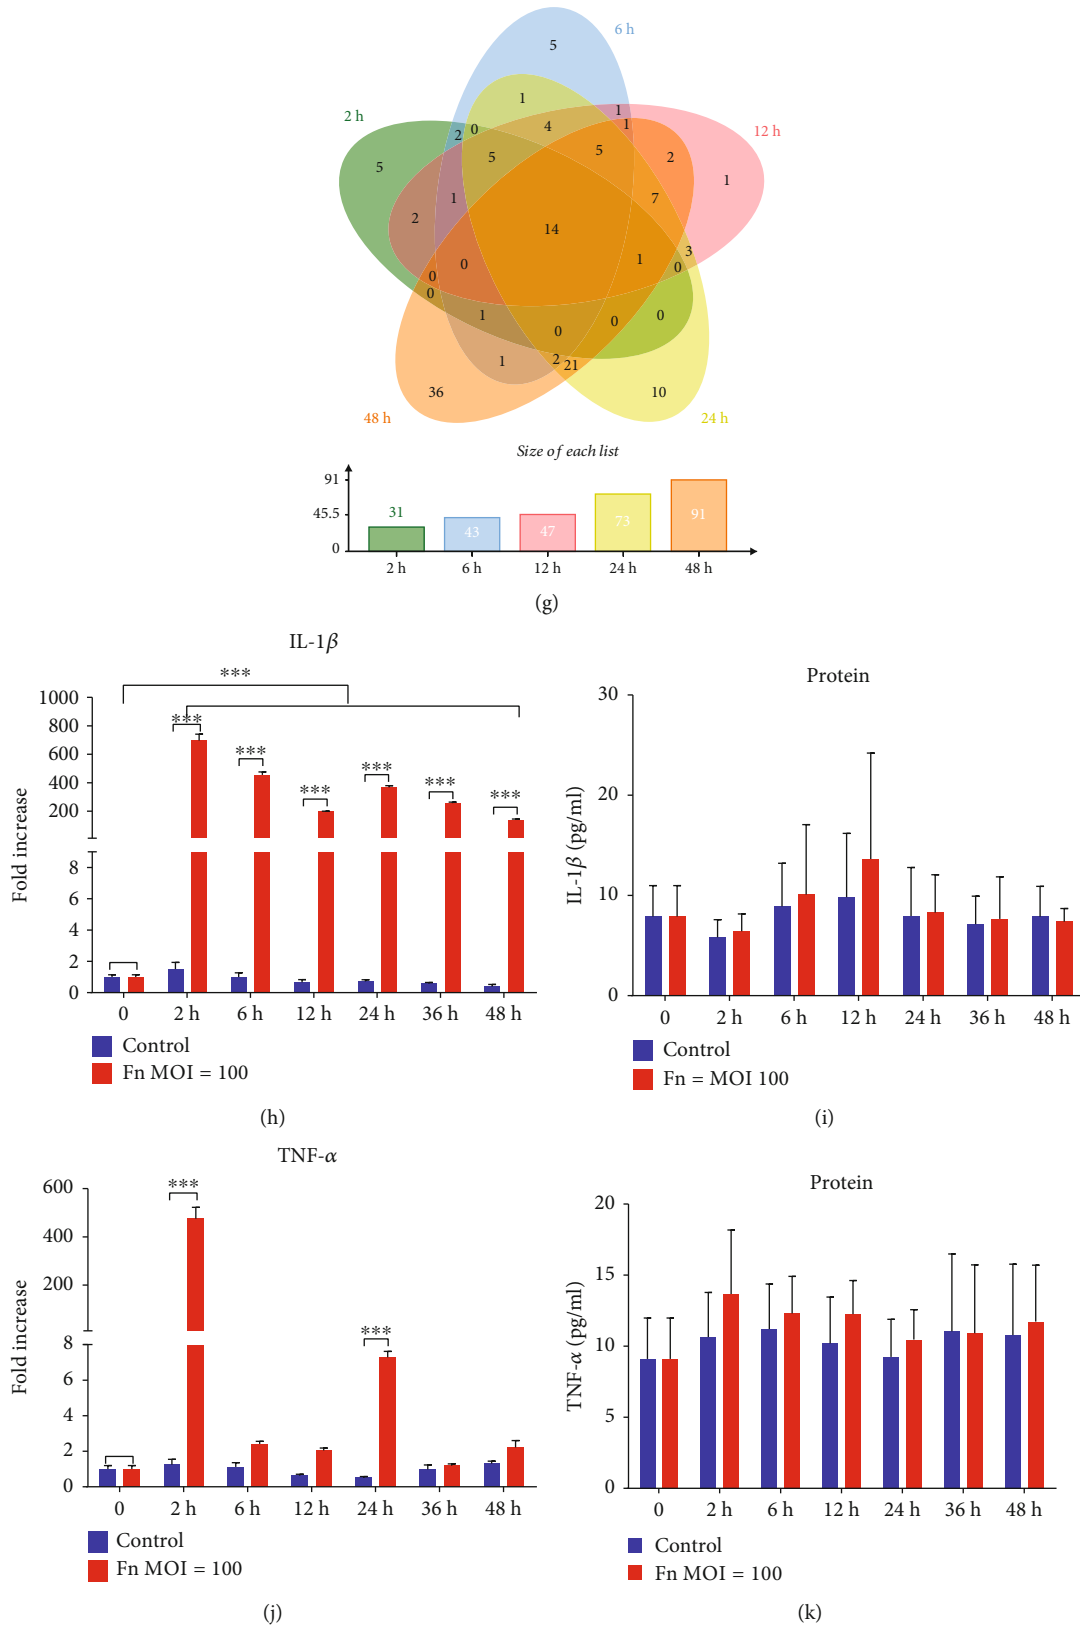 6 h
5
1
1
2 h
2
0
4
1
12 h
5
5
5
2
1
1
7
2
14
3
0
1
0
0
0
1
0
0
0
1
2
21
36
10
48 h
24 h
Size of each list
91
45.5
0
31
43
47
73
91
2 h
6 h
12 h
24 h
48 h
(g)
IL-1β
***
1000
800
600
400
200
8
6
4
2
0
Fold increase
***
***
***
***
***
***
0
2 h
6 h
12 h
24 h
36 h
48 h
Control
Fn MOI = 100
(h)
Protein
30
20
10
0
IL-1β (pg/ml)
0
2 h
6 h
12 h
24 h
36 h
48 h
Control
Fn = MOI 100
(i)
TNF-α
600
400
200
8
6
4
2
0
Fold increase
***
***
0
2 h
6 h
12 h
24 h
36 h
48 h
Control
Fn MOI = 100
(j)
Protein
20
15
10
5
0
TNF-α (pg/ml)
0
2 h
6 h
12 h
24 h
36 h
48 h
Control
Fn MOI = 100
(k)